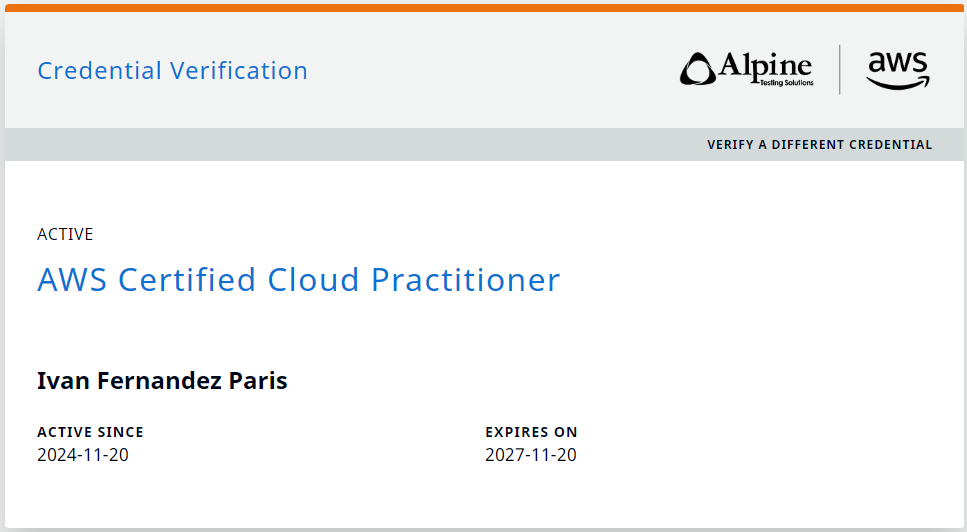 Credential Verification
Alpine
Testing Solutions
aws
VERIFY A DIFFERENT CREDENTIAL
ACTIVE
AWS Certified Cloud Practitioner
Ivan Fernandez Paris
ACTIVE SINCE
2024-11-20
EXPIRES ON
2027-11-20